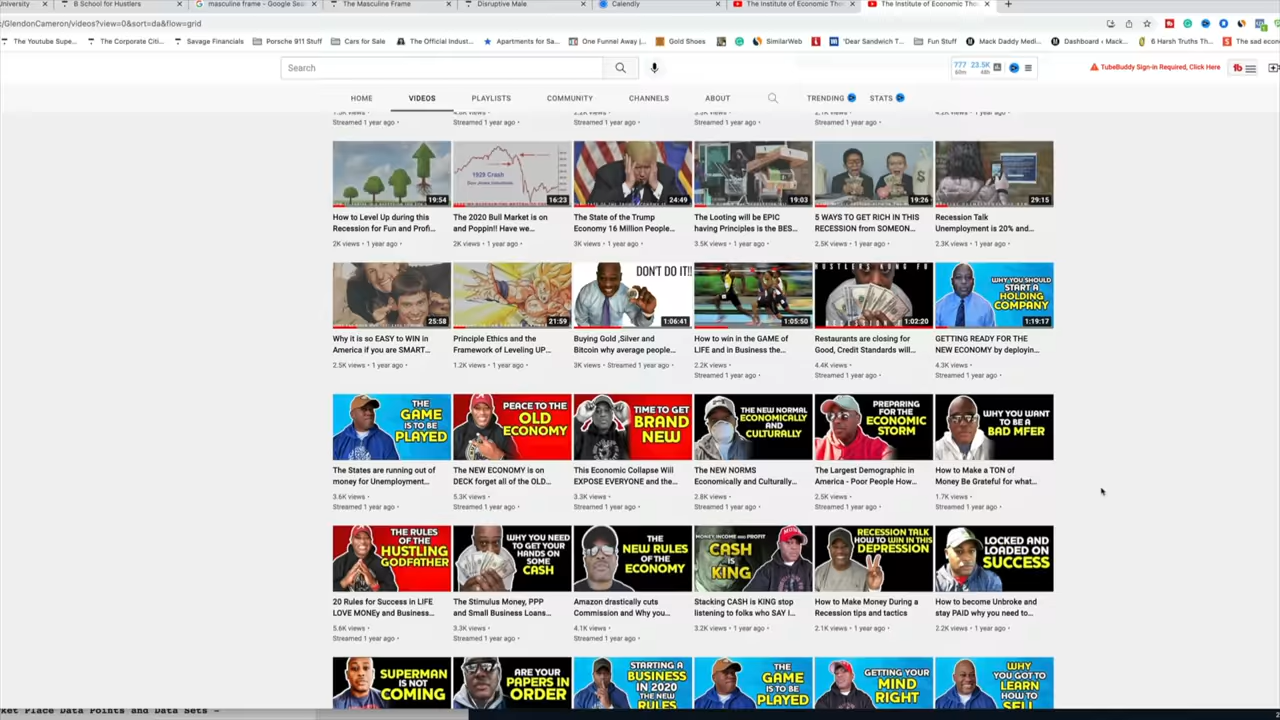 niversity
B School for Hustlers
masculine frame - Google Sea
The Masculine Frame
Disruptive Male
Calendly
The Institute of Economic Tho
The Institute of Economic Tho
/GlendonCameron/videos?view=0&sort=da&flow=grid
The Youtube Supe...
The Corporate Citi...
Savage Financials
Porsche 911 Stuff
Cars for Sale
The Official Indust...
Apartments for Sa...
One Funnel Away |...
Gold Shoes
SimilarWeb
'Dear Sandwich T...
Fun Stuff
Mack Daddy Medi...
Dashboard ‹ Mack...
6 Harsh Truths Th...
The sad econ
Search
777 23.5K
60m 48h
TubeBuddy Sign-in Required, Click Here
HOME
VIDEOS
PLAYLISTS
COMMUNITY
CHANNELS
ABOUT
TRENDING
STATS
Streamed 1 year ago •
Streamed 1 year ago •
Streamed 1 year ago •
Streamed 1 year ago •
1928 Crash
19:54
16:23
24:49
19:03
19:26
29:15
How to Level Up during this
Recession for Fun and Profi...
2K views • 1 year ago •
The 2020 Bull Market is on
and Poppin!! Have we...
2K views • 1 year ago •
The State of the Trump
Economy 16 Million People...
3K views • 1 year ago •
The Looting will be EPIC
having Principles is the BES...
3.5K views • 1 year ago •
5 WAYS TO GET RICH IN THIS
RECESSION from SOMEON...
2.5K views • 1 year ago •
Recession Talk
Unemployment is 20% and...
2.3K views • 1 year ago •
25:58
21:59
DON'T DO IT!!
1:06:41
1:05:50
HUSTLERS KUNG FU
1:02:20
WHY YOU SHOULD
START A
HOLDING
COMPANY
1:19:17
Why it is so EASY to WIN in
America if you are SMART...
2.5K views • 1 year ago •
Principle Ethics and the
Framework of Leveling UP...
1.2K views • 1 year ago •
Buying Gold ,Silver and
Bitcoin why average people...
3K views • Streamed 1 year ago •
How to win in the GAME of
LIFE and in Business the...
2.2K views •
Streamed 1 year ago •
Restaurants are closing for
Good, Credit Standards will...
4.4K views •
Streamed 1 year ago •
GETTING READY FOR THE
NEW ECONOMY by deployin...
4.3K views •
Streamed 1 year ago •
THE
GAME
IS TO BE
PLAYED
PEACE TO THE
OLD
ECONOMY
TIME TO GET
BRAND
NEW
THE NEW NORMAL
ECONOMICALLY
AND
CULTURALLY
PREPARING
FOR THE
ECONOMIC
STORM
WHY YOU WANT
TO BE A
BAD MFER
The States are running out of
money for Unemployment...
3.6K views •
Streamed 1 year ago •
The NEW ECONOMY is on
DECK forget all of the OLD...
5.3K views •
Streamed 1 year ago •
This Economic Collapse Will
EXPOSE EVERYONE and the...
3.3K views •
Streamed 1 year ago •
The NEW NORMS
Economically and Culturally...
2.8K views •
Streamed 1 year ago •
The Largest Demographic in
America - Poor People How...
2.5K views •
Streamed 1 year ago •
How to Make a TON of
Money Be Grateful for what...
1.7K views •
Streamed 1 year ago •
THE RULES
OF THE
HUSTLING
GODFATHER
WHY YOU NEED
TO GET YOUR
HANDS ON
SOME
CASH
THE
NEW RULES
OF THE
ECONOMY
CASH
IS
KING
RECESSION TALK
HOW TO WIN IN THIS
DEPRESSION
LOCKED
AND
LOADED ON
SUCCESS
20 Rules for Success in LIFE
LOVE MONEy and Business...
5.6K views •
Streamed 1 year ago •
The Stimulus Money, PPP
and Small Business Loans...
3.3K views •
Streamed 1 year ago •
Amazon drastically cuts
Commission and Why you...
4.1K views •
Streamed 1 year ago •
Stacking CASH is KING stop
listening to folks who SAY I...
3.2K views • 1 year ago •
How to Make Money During a
Recession tips and tactics
2.1K views • 1 year ago •
How to become Unbroke and
stay PAID why you need to...
2.2K views • 1 year ago •
SUPERMAN
IS NOT
COMING
ARE YOUR
PAPERS IN
ORDER
STARTING A
BUSINESS
IN 2020
THE NEW
RULES
THE
GAME
IS TO BE
PLAYED
GETTING YOUR
MIND
RIGHT
WHY
YOU GOT TO
LEARN
HOW TO
SELL
ket Place Data Points and Data Sets –